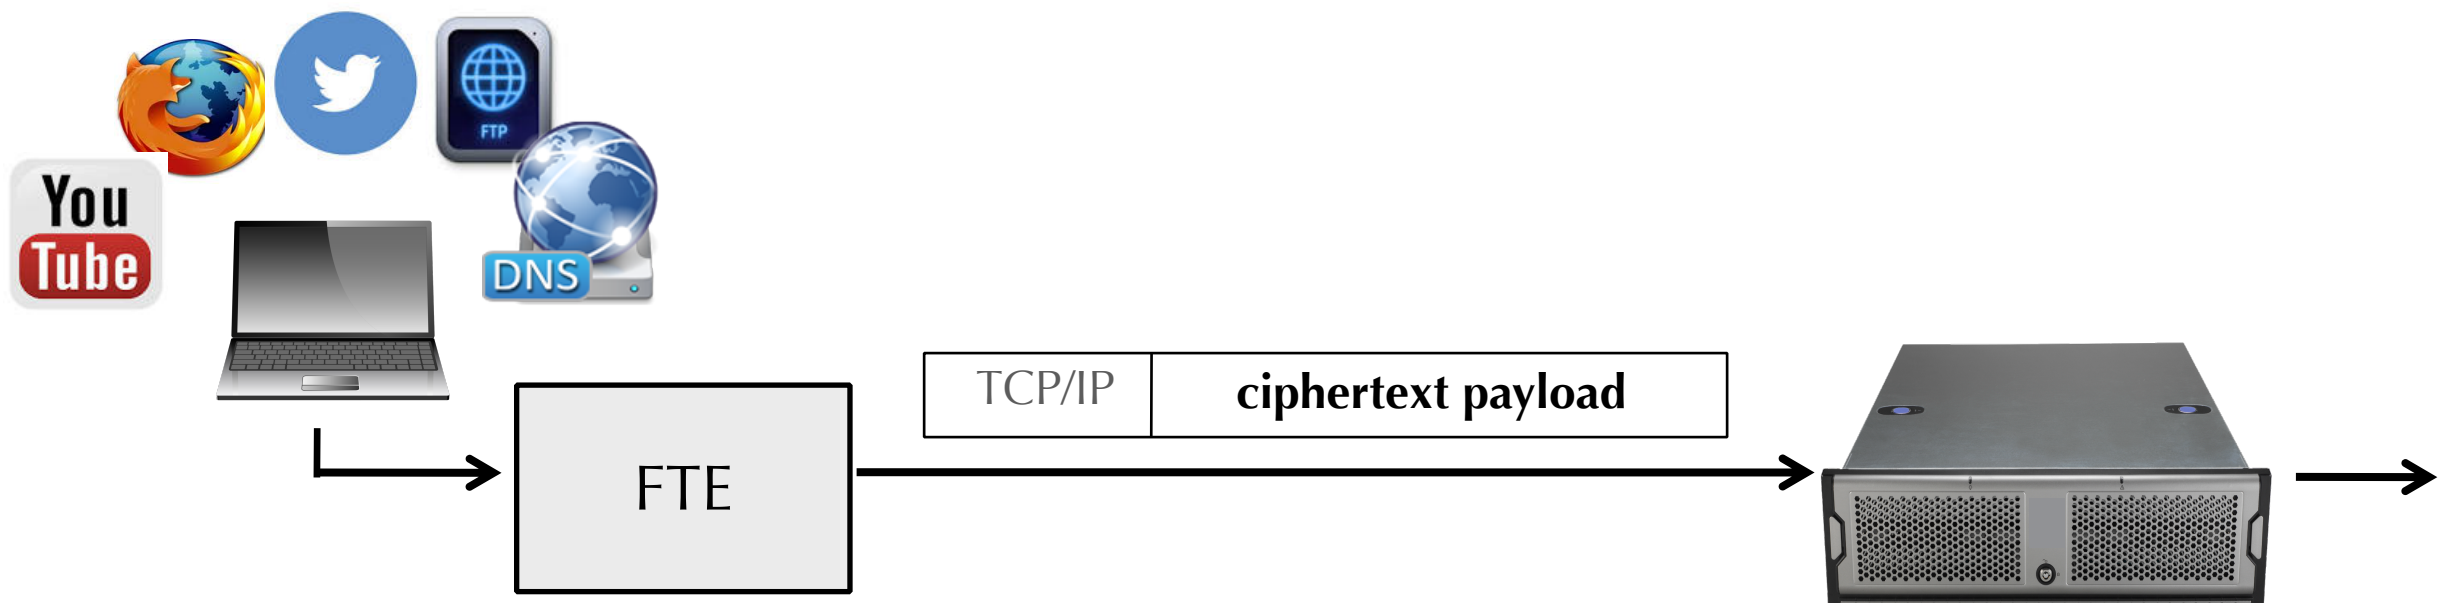 FTP
You
Tube
DNS
TCP/IP
ciphertext payload
FTE